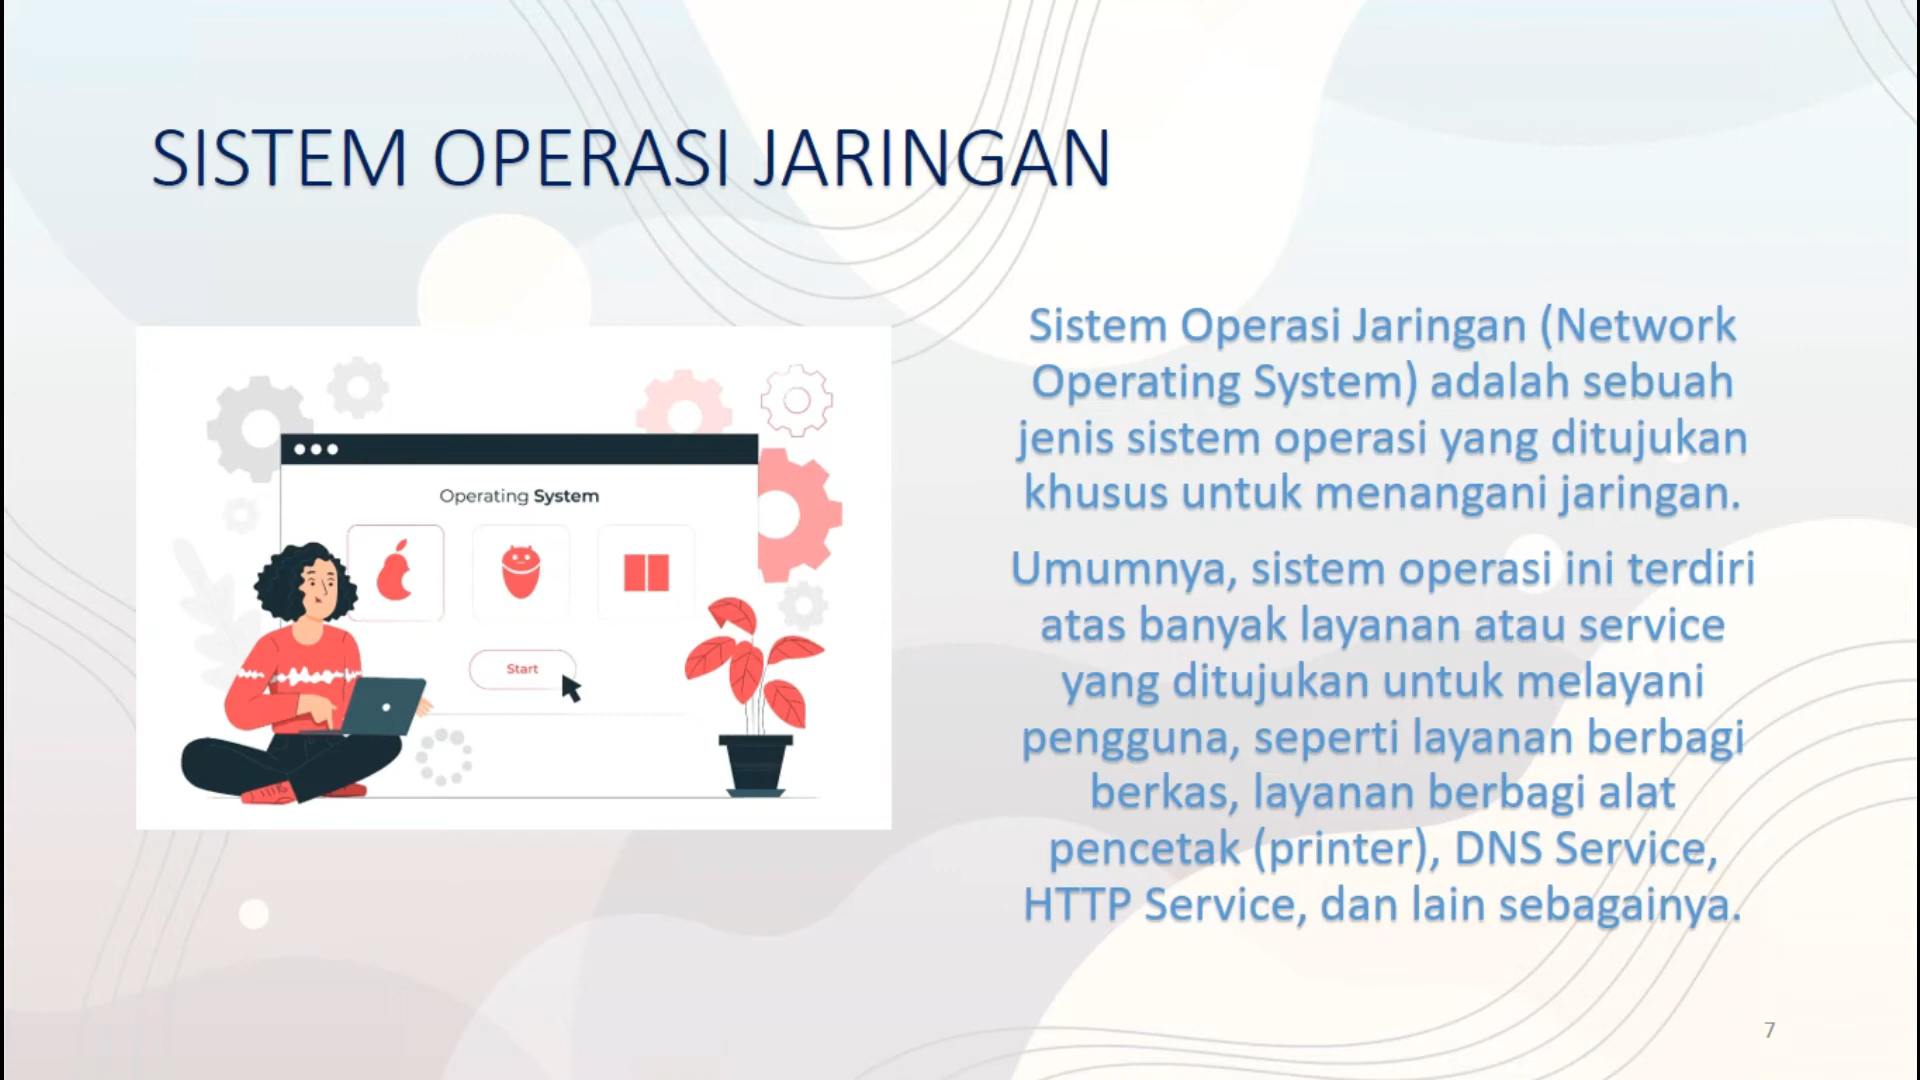 SISTEM OPERASI JARINGAN
Operating System
Start
Sistem Operasi Jaringan (Network
Operating System) adalah sebuah
jenis sistem operasi yang ditujukan
khusus untuk menangani jaringan.
Umumnya, sistem operasi ini terdiri
atas banyak layanan atau service
yang ditujukan untuk melayani
pengguna, seperti layanan berbagi
berkas, layanan berbagi alat
pencetak (printer), DNS Service,
HTTP Service, dan lain sebagainya.
7